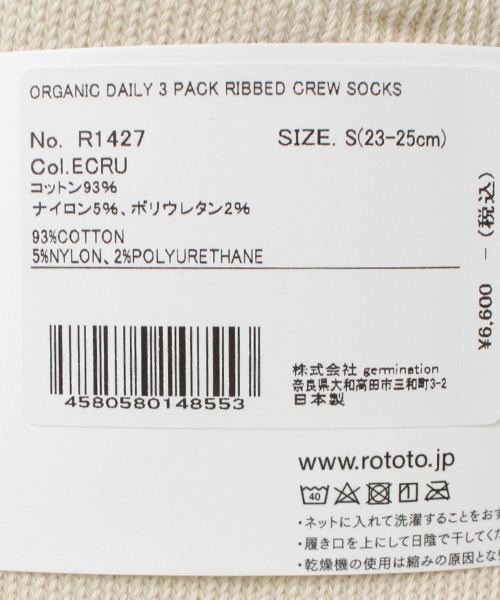 ORGANIC DAILY 3 PACK RIBBED CREW SOCKS
No. R1427 SIZE. S(23-25cm)
Col.ECRU
コットン93%
ナイロン5%、ポリウレタン2%
93%COTTON
5%NYLON、2%POLYURETHANE
¥6,600 - (税込)
4580580148553
株式会社 germination
奈良県大和高田市三和町3-2
日本製
www.rototo.jp
40
・ネットに入れて洗濯することをおす
・履き口を上にして日陰で干してくだ
・乾燥機の使用は縮みの原因とな